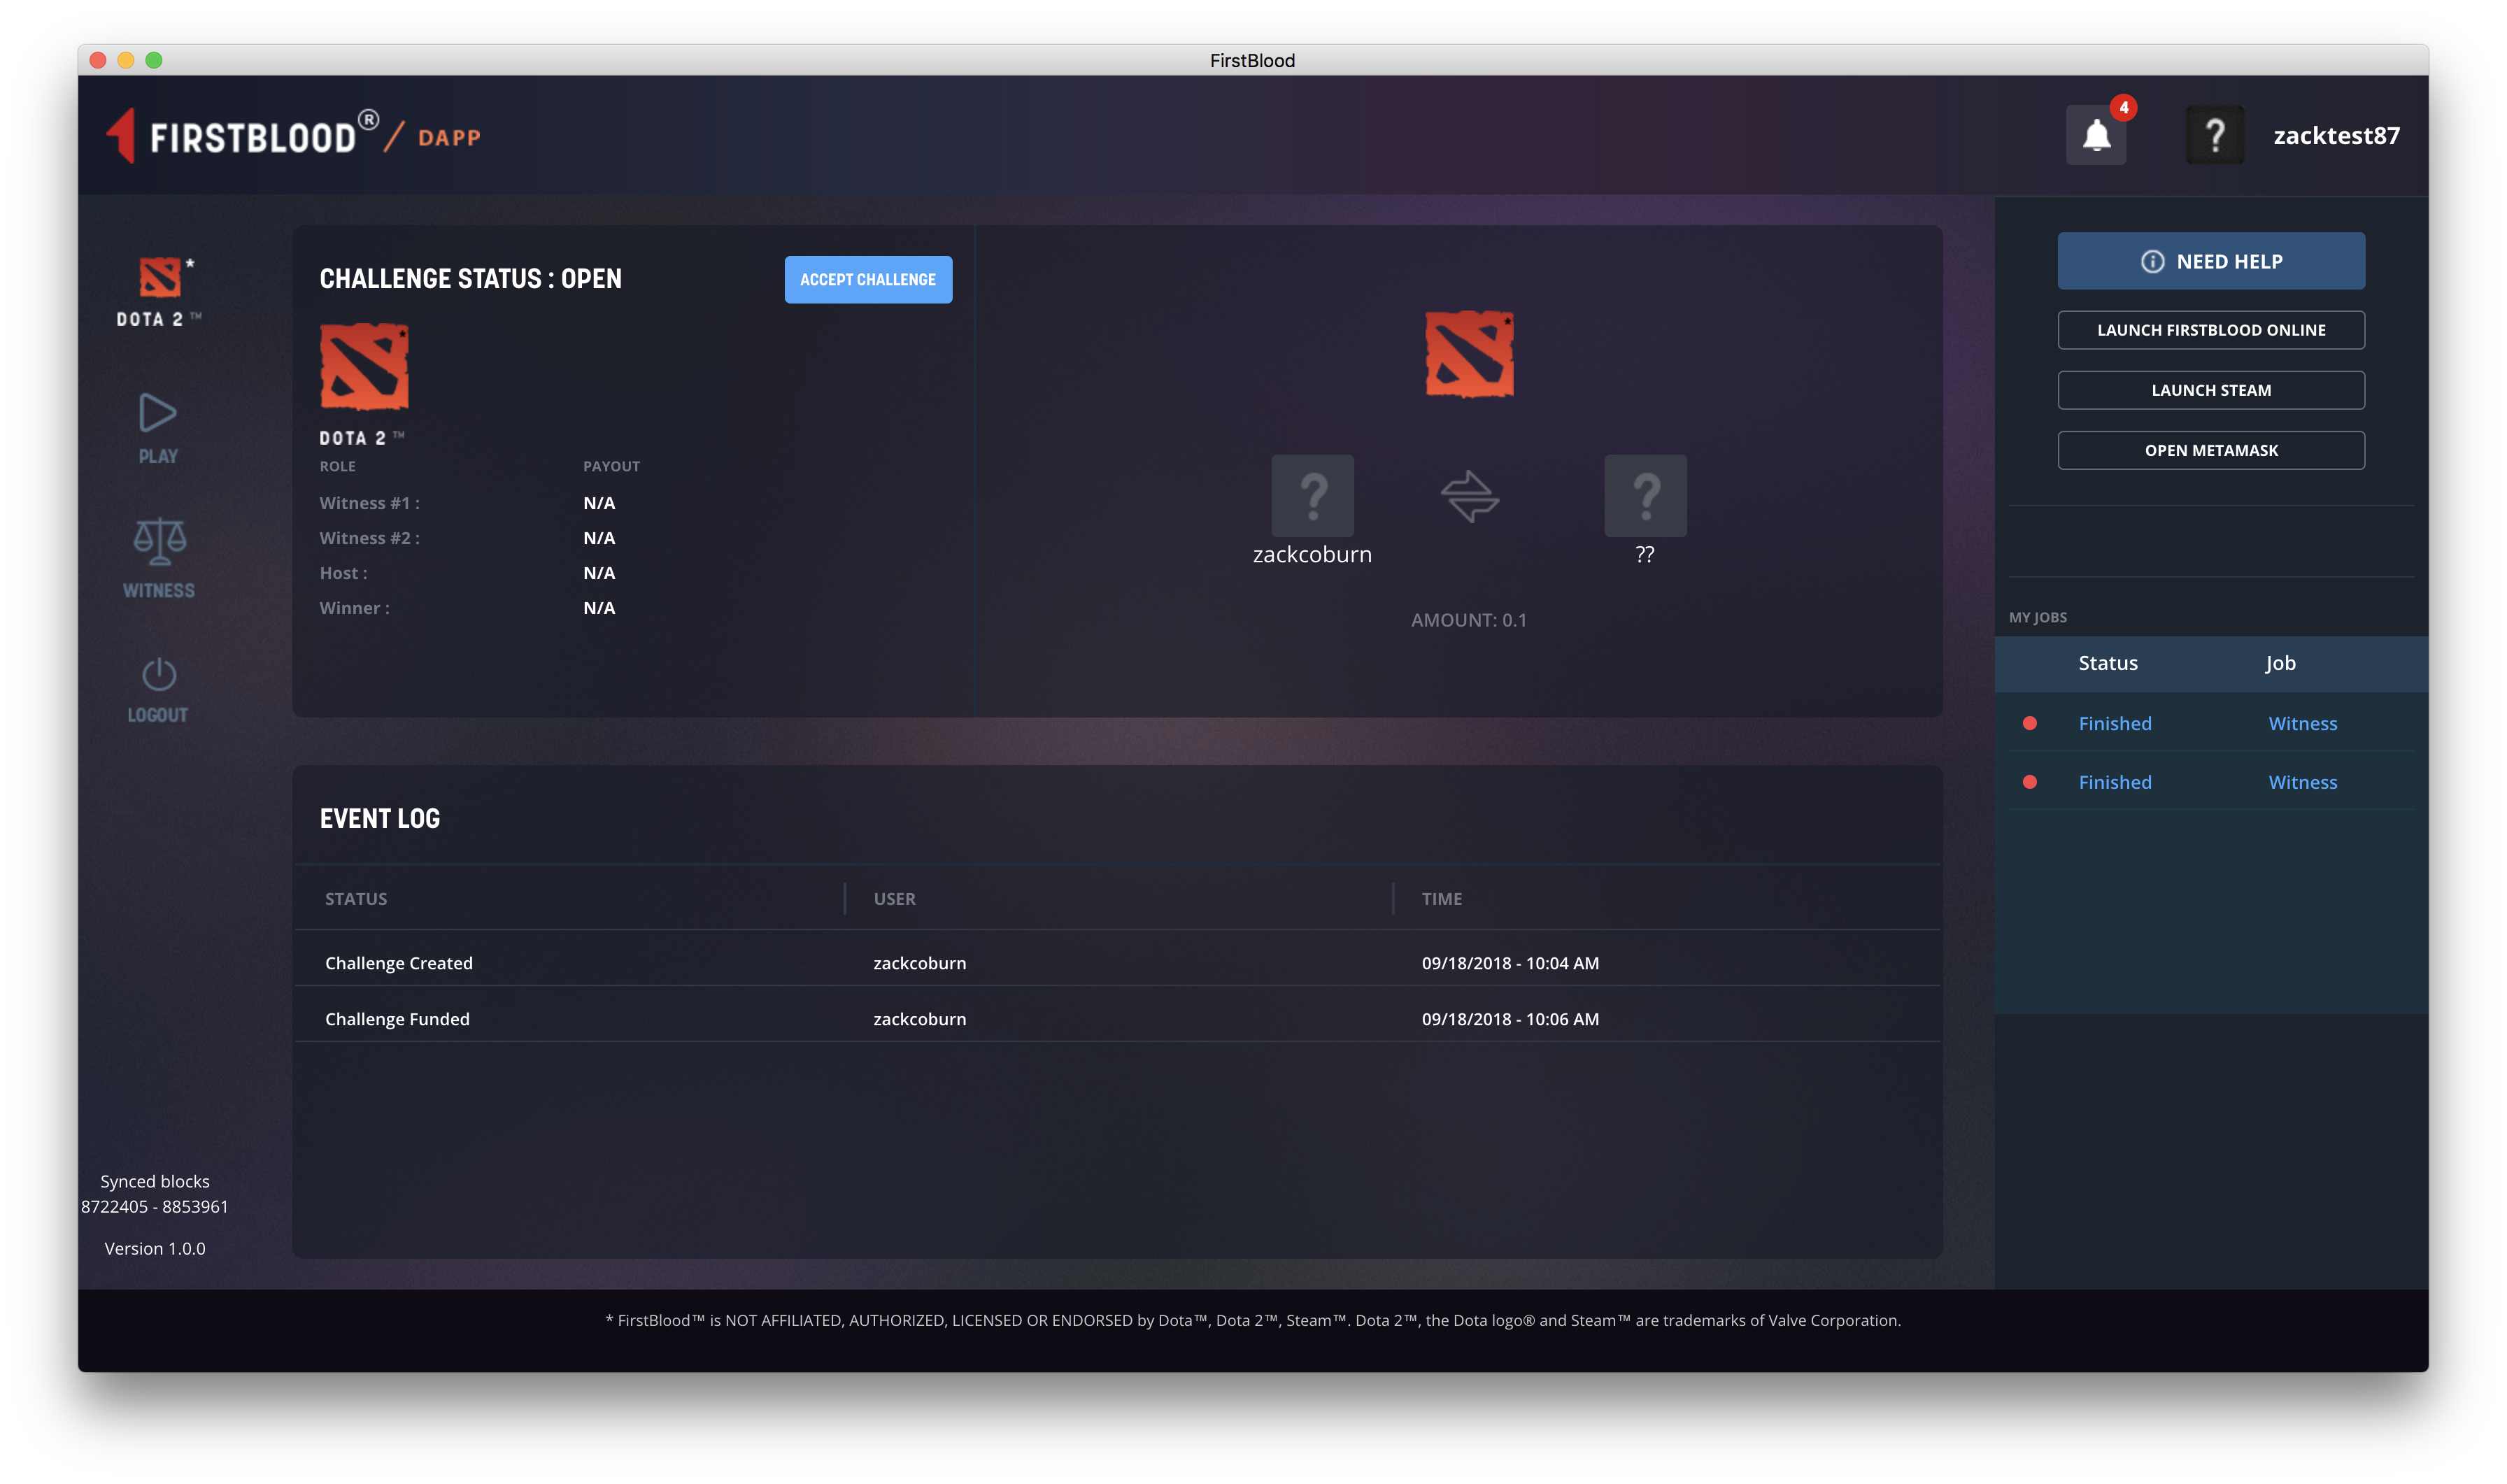 FirstBlood
FIRSTBLOOD® / DAPP
4
?
zacktest87
*
DOTA 2 ™
PLAY
WITNESS
LOGOUT
Synced blocks
8722405 - 8853961
Version 1.0.0
CHALLENGE STATUS : OPEN
ACCEPT CHALLENGE
DOTA 2 ™
ROLE PAYOUT
Witness #1 : N/A
Witness #2 : N/A
Host : N/A
Winner : N/A
? ?
zackcoburn ??
AMOUNT: 0.1
EVENT LOG
STATUS USER TIME
Challenge Created zackcoburn 09/18/2018 - 10:04 AM
Challenge Funded zackcoburn 09/18/2018 - 10:06 AM
NEED HELP
LAUNCH FIRSTBLOOD ONLINE
LAUNCH STEAM
OPEN METAMASK
MY JOBS
Status Job
Finished Witness
Finished Witness
* FirstBlood™ is NOT AFFILIATED, AUTHORIZED, LICENSED OR ENDORSED by Dota™, Dota 2™, Steam™. Dota 2™, the Dota logo® and Steam™ are trademarks of Valve Corporation.